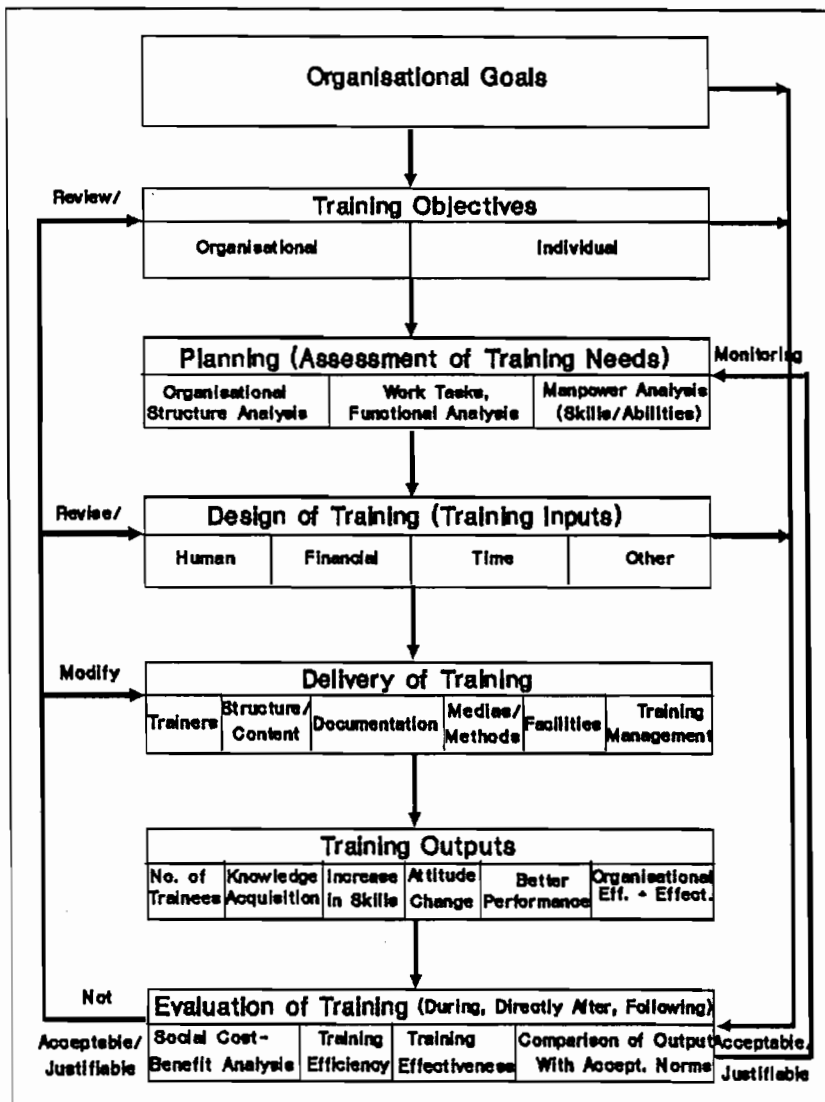 Organisational Goals
Review/
Training Objectives
Organisational
Individual
Planning (Assessment of Training Needs)
Monitoring
Organisational
Structure Analysis
Work Tasks,
Functional Analysis
Manpower Analysis
(Skills/Abilities)
Revise/
Design of Training (Training Inputs)
Human
Financial
Time
Other
Modify
Delivery of Training
Trainers
Structure/
Content
Documentation
Medias/
Methods
Facilities
Training
Management
Training Outputs
No. of
Trainees
Knowledge
Acquisition
Increase
in Skills
Attitude
Change
Better
Performance
Organisational
Eff. + Effect.
Not
Acceptable/
Justifiable
Evaluation of Training (During, Directly After, Following)
Social Cost-
Benefit Analysis
Training
Efficiency
Training
Effectiveness
Comparison of Output
With Accept. Norms
Acceptable/
Justifiable